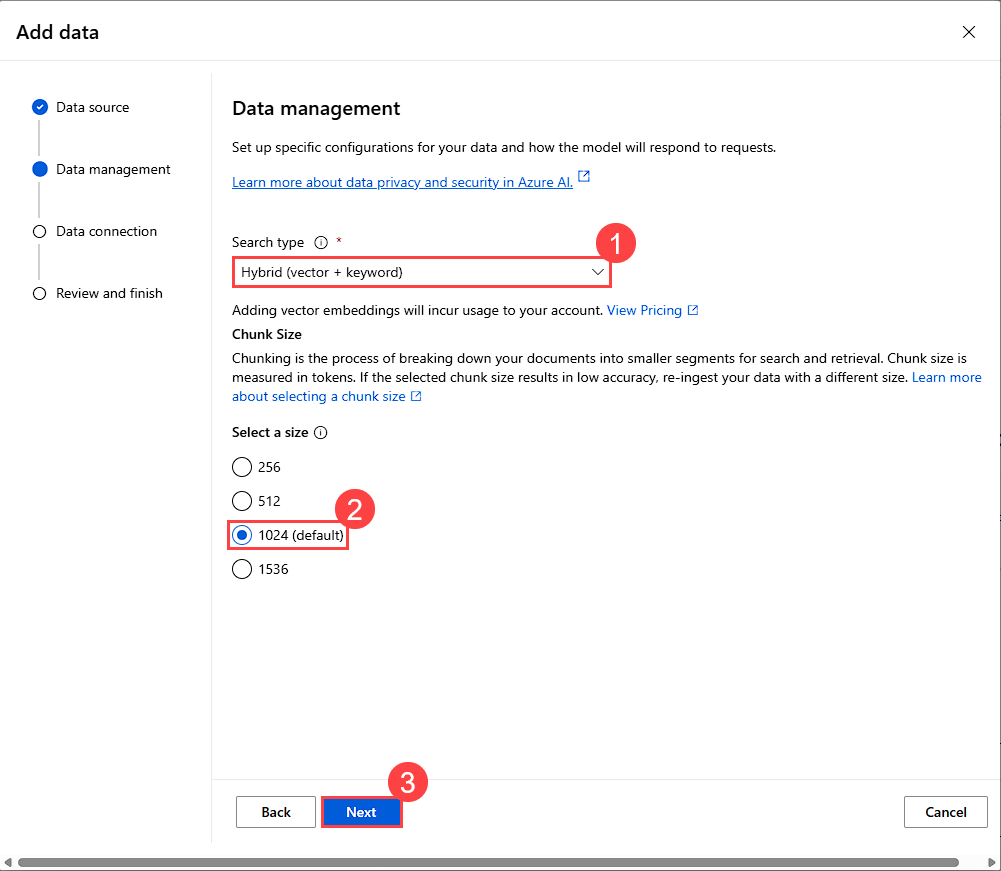 Add data
Data source
Data management
Data connection
Review and finish
Data management
Set up specific configurations for your data and how the model will respond to requests.
Learn more about data privacy and security in Azure AI.
Search type *
1
Hybrid (vector + keyword)
Adding vector embeddings will incur usage to your account. View Pricing
Chunk Size
Chunking is the process of breaking down your documents into smaller segments for search and retrieval. Chunk size is
measured in tokens. If the selected chunk size results in low accuracy, re-ingest your data with a different size. Learn more
about selecting a chunk size
Select a size
256
512
2
1024 (default)
1536
3
Back
Next
Cancel